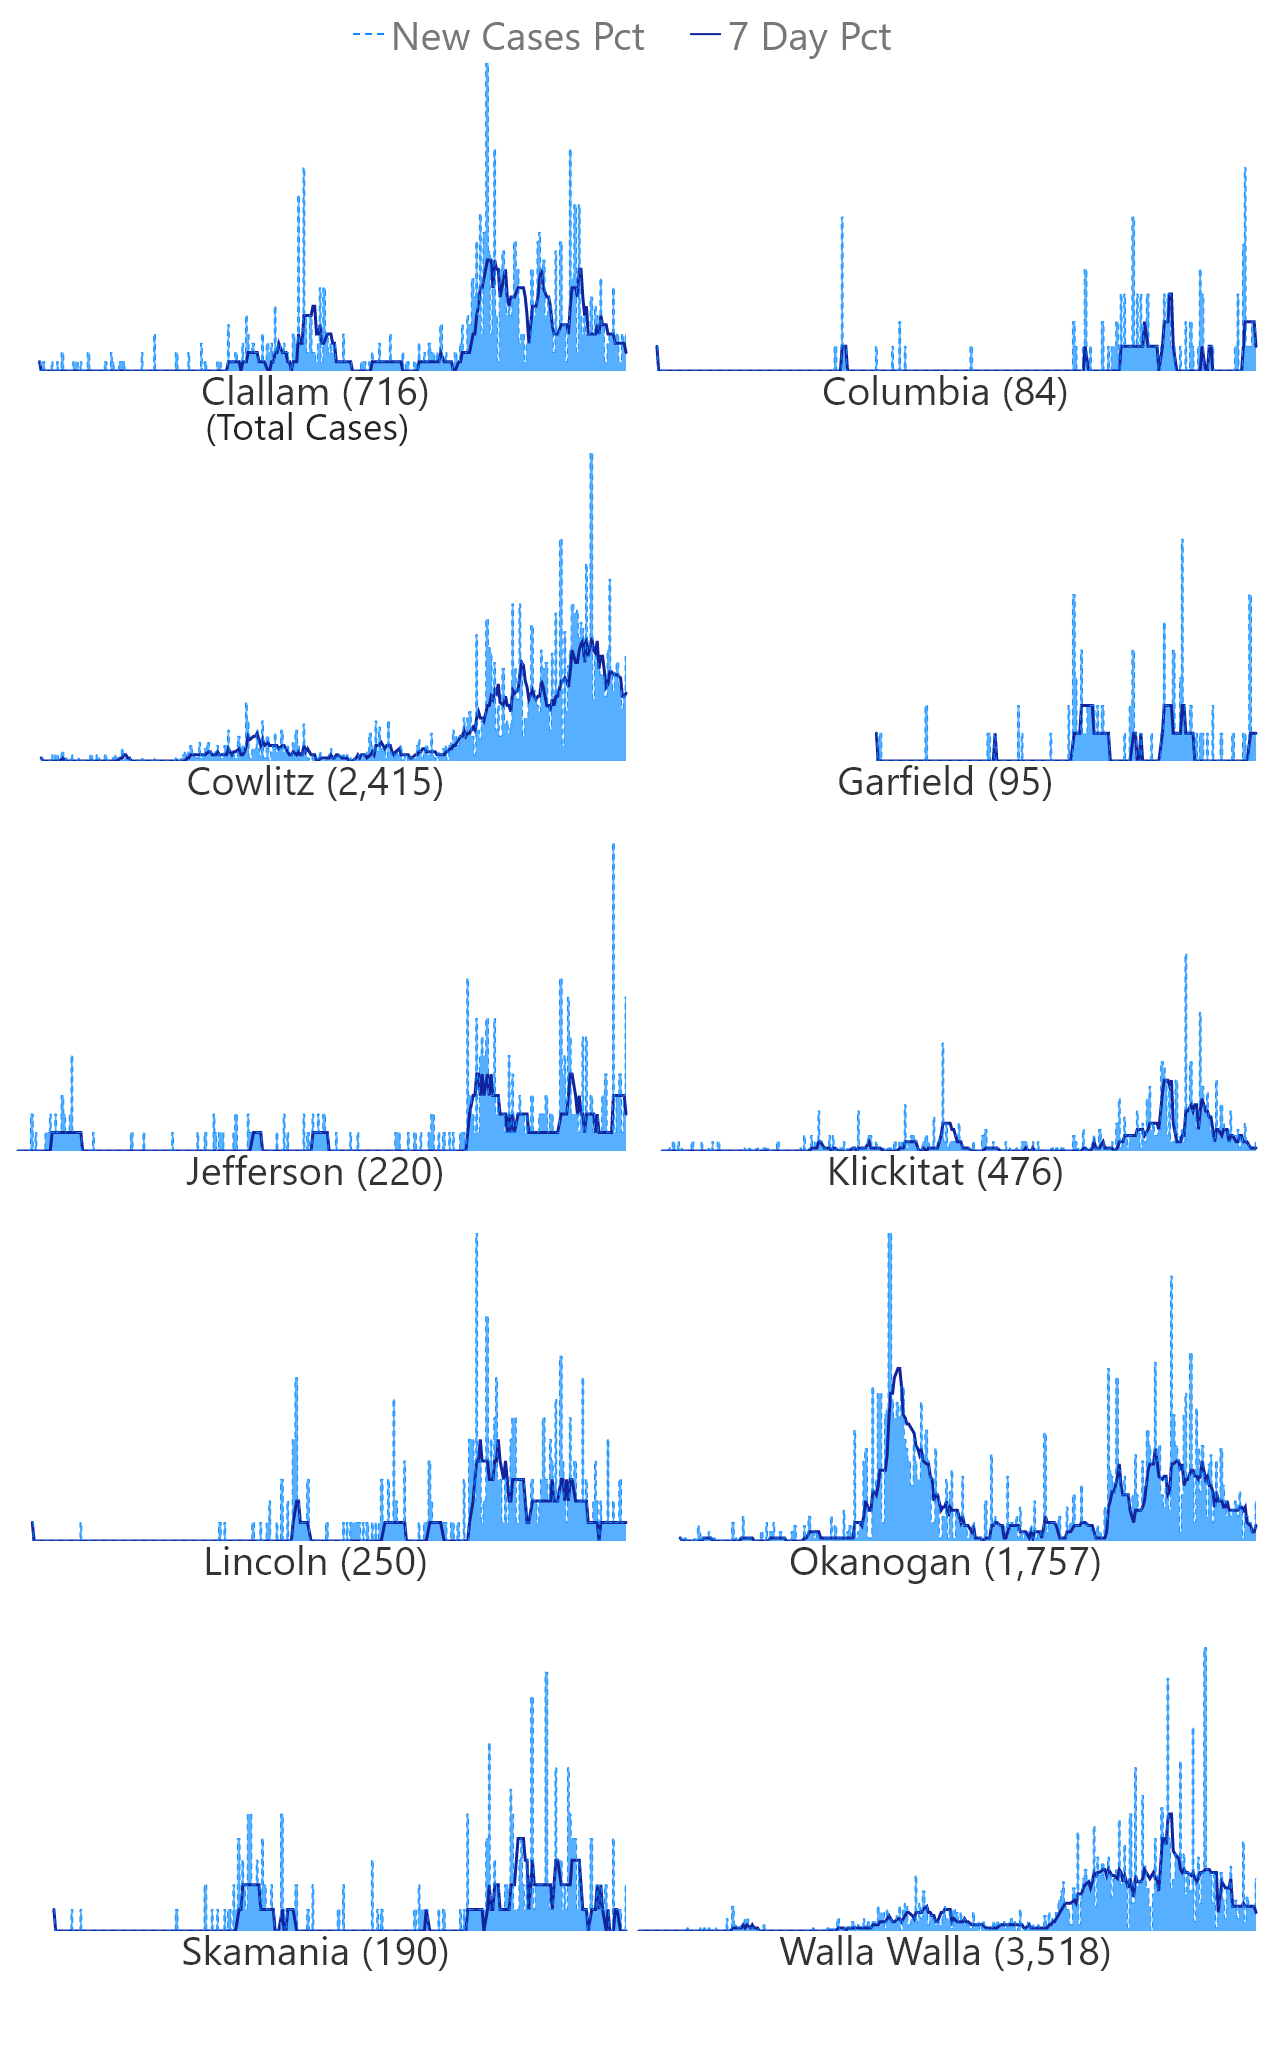 New Cases Pct 7 Day Pct
Clallam (716)
(Total Cases)
Columbia (84)
Cowlitz (2,415)
Garfield (95)
Jefferson (220)
Klickitat (476)
Lincoln (250)
Okanogan (1,757)
Skamania (190)
Walla Walla (3,518)